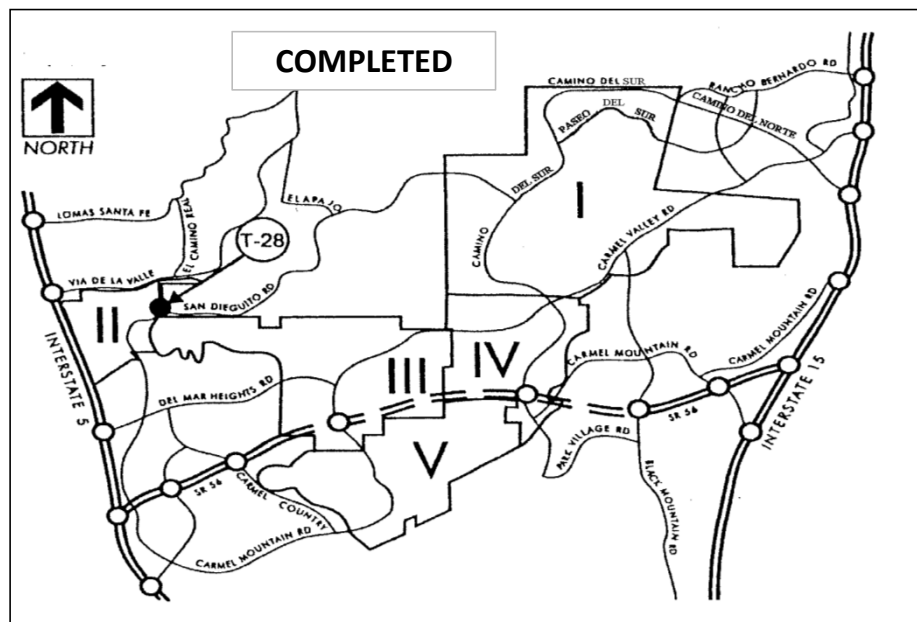 COMPLETED
NORTH
CAMINO DEL SUR
RANCHO BERNARDO RD
CAMINO DEL NORTE
PASEO DEL SUR
DEL SUR
CAMINO
I
LOMAS SANTA FE
EL CAMINO REAL
EL APAJO
T-28
CARMEL VALLEY RD
VIA DE LA VALLE
SAN DIEGUITO RD
II
INTERSTATE 5
III
IV
CARMEL MOUNTAIN RD
CARMEL MOUNTAIN RD
INTERSTATE 15
DEL MAR HEIGHTS RD
SR 56
V
PARK VILLAGE RD
BLACK MOUNTAIN RD
SR 56
CARMEL COUNTRY
CARMEL MOUNTAIN RD